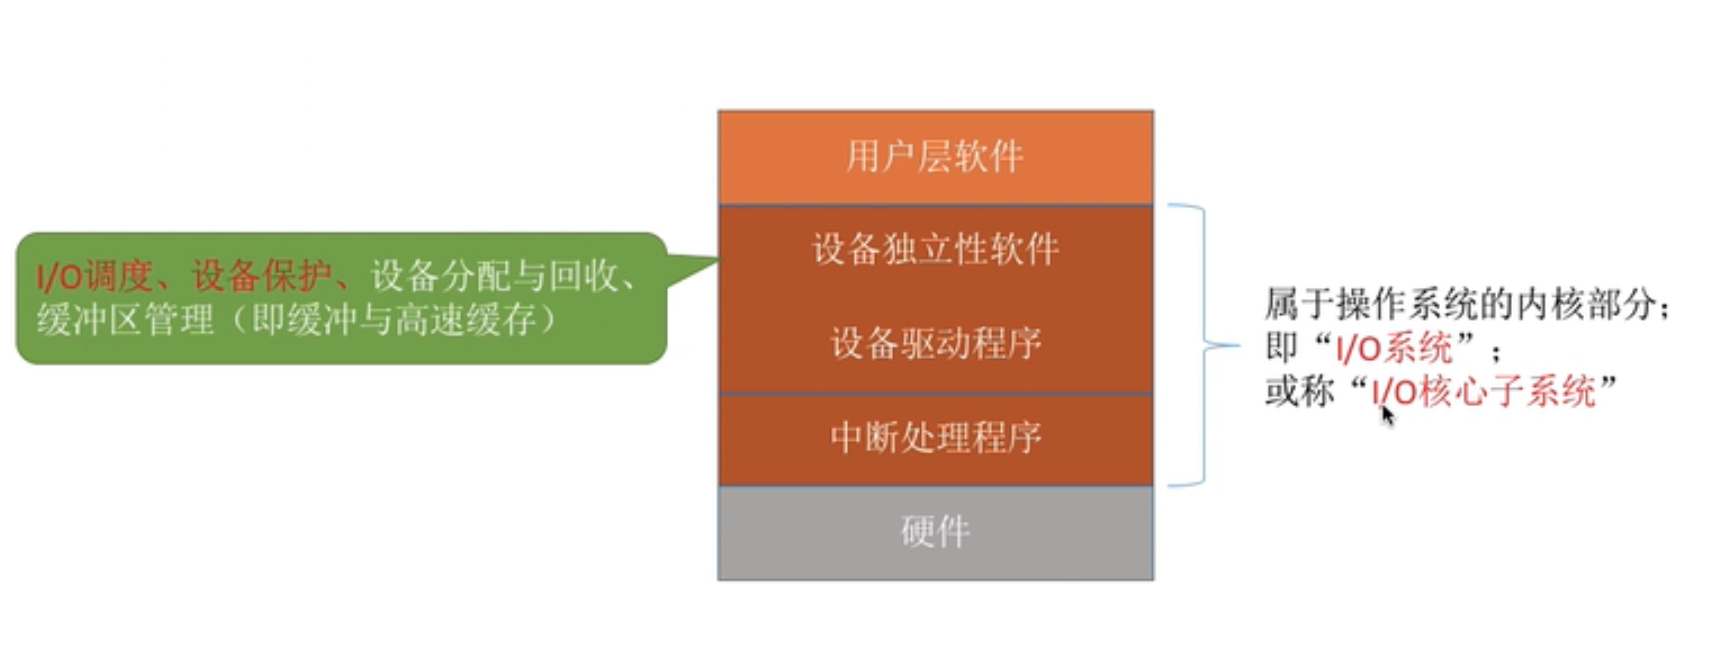 用户层软件
设备独立性软件
I/O调度、设备保护、设备分配与回收、
缓冲区管理（即缓冲与高速缓存）
设备驱动程序
中断处理程序
硬件
属于操作系统的内核部分；
即“I/O系统”；
或称“I/O核心子系统”